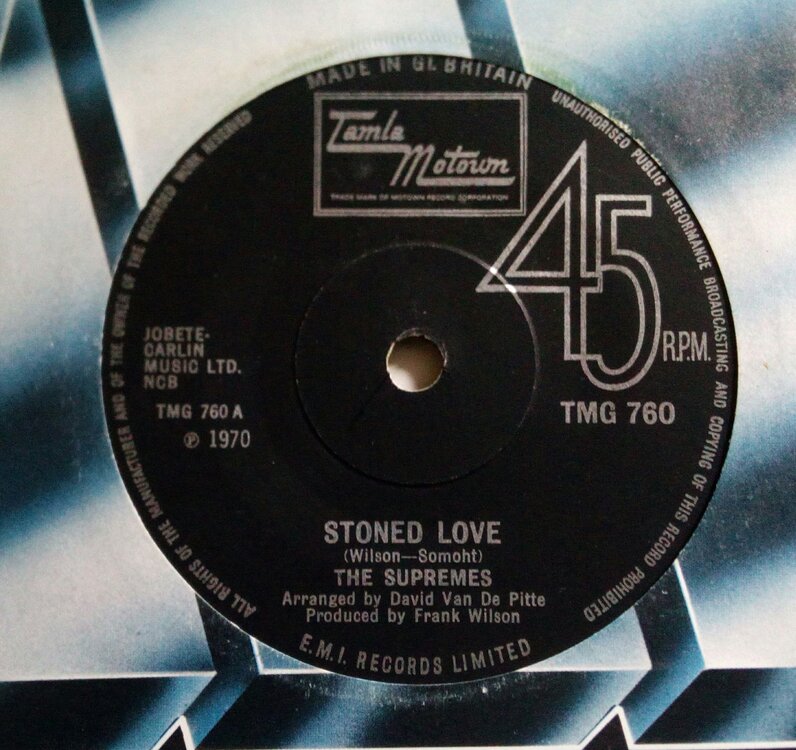 MADE IN GT BRITAIN
Tamla
Motown
TRADE MARK OF MOTOWN RECORD CORPORATION
45
R.P.M.
TMG 760
JOBETE-
CARLIN
MUSIC LTD.
NCB
TMG 760 A
℗ 1970
STONED LOVE
(Wilson—Somoht)
THE SUPREMES
Arranged by David Van De Pitte
Produced by Frank Wilson
E.M.I. RECORDS LIMITED
ALL RIGHTS OF THE MANUFACTURER AND OF THE OWNER OF THE RECORDED WORK RESERVED
UNAUTHORISED PUBLIC PERFORMANCE BROADCASTING AND COPYING OF THIS RECORD PROHIBITED